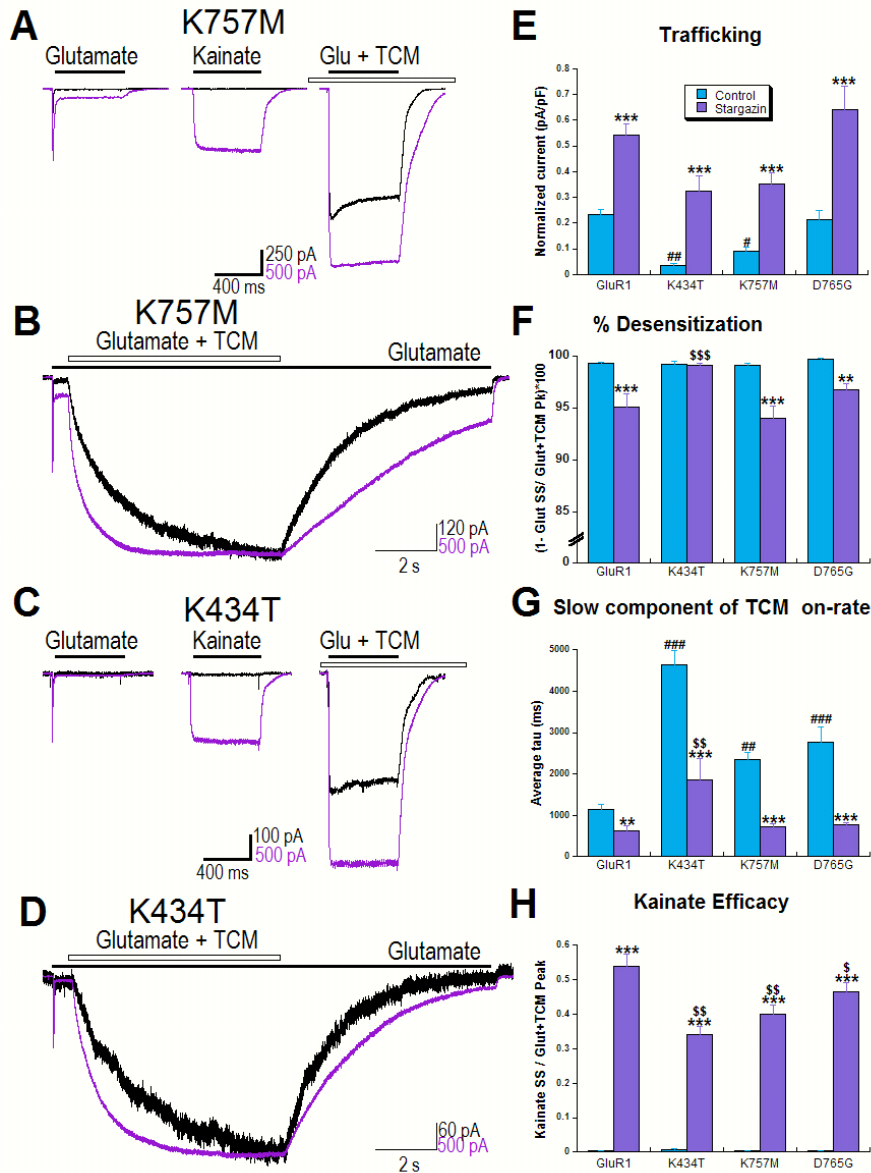 A
K757M
Glutamate
Kainate
Glu + TCM
250 pA
500 pA
400 ms
B
K757M
Glutamate + TCM
Glutamate
120 pA
500 pA
2 s
C
K434T
Glutamate
Kainate
Glu + TCM
100 pA
500 pA
400 ms
D
K434T
Glutamate + TCM
Glutamate
60 pA
500 pA
2 s
E
Trafficking
Normalized current (pA/pF)
0.8
0.7
0.6
0.5
0.4
0.3
0.2
0.1
0
Control
Stargazin
***
##
***
#
***
***
GluR1
K434T
K757M
D765G
F
% Desensitization
(1- Glut SS/ Glut+TCM Pk)*100
100
95
90
85
0
***
$$$
***
**
GluR1
K434T
K757M
D765G
G
Slow component of TCM on-rate
Average tau (ms)
5000
4000
3000
2000
1000
0
**
###
$$
***
##
***
###
***
GluR1
K434T
K757M
D765G
H
Kainate Efficacy
Kainate SS / Glut+TCM Peak
0.6
0.5
0.4
0.3
0.2
0.1
0
***
$$
***
$$
***
$
***
GluR1
K434T
K757M
D765G